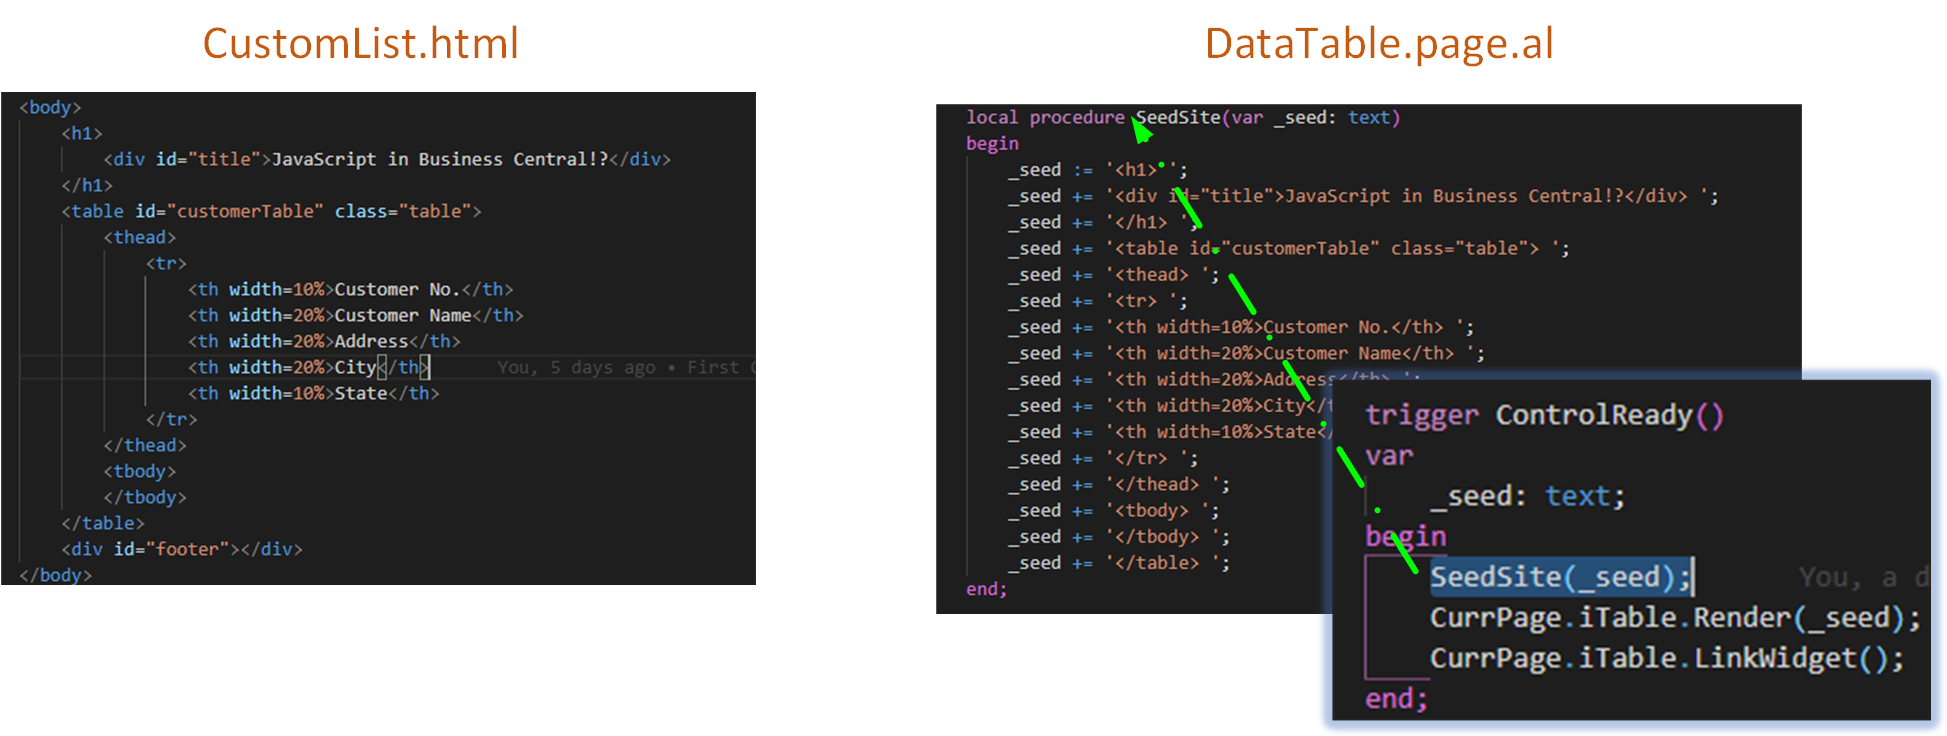 CustomList.html
<body>
<h1>
<div id="title">JavaScript in Business Central!?</div>
</h1>
<table id="customerTable" class="table">
<thead>
<tr>
<th width=10%>Customer No.</th>
<th width=20%>Customer Name</th>
<th width=20%>Address</th>
<th width=20%>City</th> You, 5 days ago • First
<th width=10%>State</th>
</tr>
</thead>
<tbody>
</tbody>
</table>
<div id="footer"></div>
</body>
DataTable.page.al
local procedure SeedSite(var _seed: text)
begin
_seed := '<h1> ';
_seed += '<div id="title">JavaScript in Business Central!?</div> ';
_seed += '</h1> ';
_seed += '<table id="customerTable" class="table"> ';
_seed += '<thead> ';
_seed += '<tr> ';
_seed += '<th width=10%>Customer No.</th> ';
_seed += '<th width=20%>Customer Name</th> ';
_seed += '<th width=20%>Address</th> ';
_seed += '<th width=20%>City</
_seed += '<th width=10%>State</
_seed += '</tr> ';
_seed += '</thead> ';
_seed += '<tbody> ';
_seed += '</tbody> ';
_seed += '</table> ';
end;
trigger ControlReady()
var
_seed: text;
begin
SeedSite(_seed); You, a d
CurrPage.iTable.Render(_seed);
CurrPage.iTable.LinkWidget();
end;